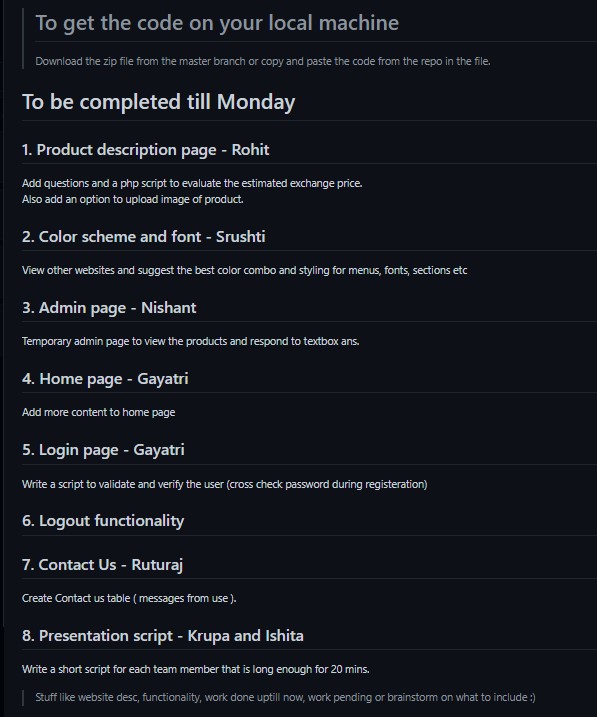 To get the code on your local machine
Download the zip file from the master branch or copy and paste the code from the repo in the file.
To be completed till Monday
1. Product description page - Rohit
Add questions and a php script to evaluate the estimated exchange price.
Also add an option to upload image of product.
2. Color scheme and font - Srushti
View other websites and suggest the best color combo and styling for menus, fonts, sections etc
3. Admin page - Nishant
Temporary admin page to view the products and respond to textbox ans.
4. Home page - Gayatri
Add more content to home page
5. Login page - Gayatri
Write a script to validate and verify the user (cross check password during registeration)
6. Logout functionality
7. Contact Us - Ruturaj
Create Contact us table ( messages from use ).
8. Presentation script - Krupa and Ishita
Write a short script for each team member that is long enough for 20 mins.
Stuff like website desc, functionality, work done uptill now, work pending or brainstorm on what to include :)